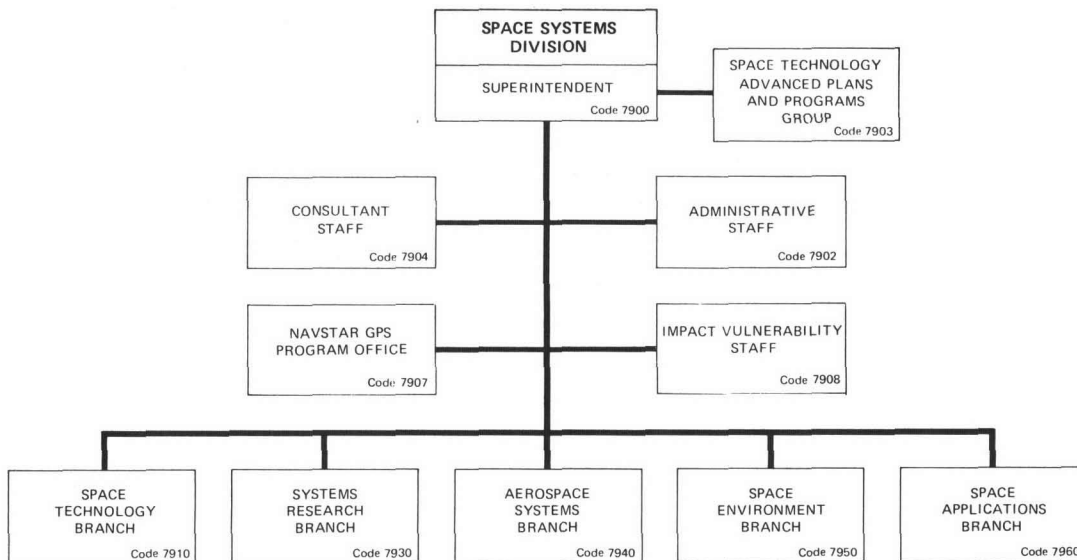 SPACE SYSTEMS
DIVISION
SUPERINTENDENT
Code 7900
SPACE TECHNOLOGY
ADVANCED PLANS
AND PROGRAMS
GROUP
Code 7903
CONSULTANT
STAFF
Code 7904
ADMINISTRATIVE
STAFF
Code 7902
NAVSTAR GPS
PROGRAM OFFICE
Code 7907
IMPACT VULNERABILITY
STAFF
Code 7908
SPACE
TECHNOLOGY
BRANCH
Code 7910
SYSTEMS
RESEARCH
BRANCH
Code 7930
AEROSPACE
SYSTEMS
BRANCH
Code 7940
SPACE
ENVIRONMENT
BRANCH
Code 7950
SPACE
APPLICATIONS
BRANCH
Code 7960